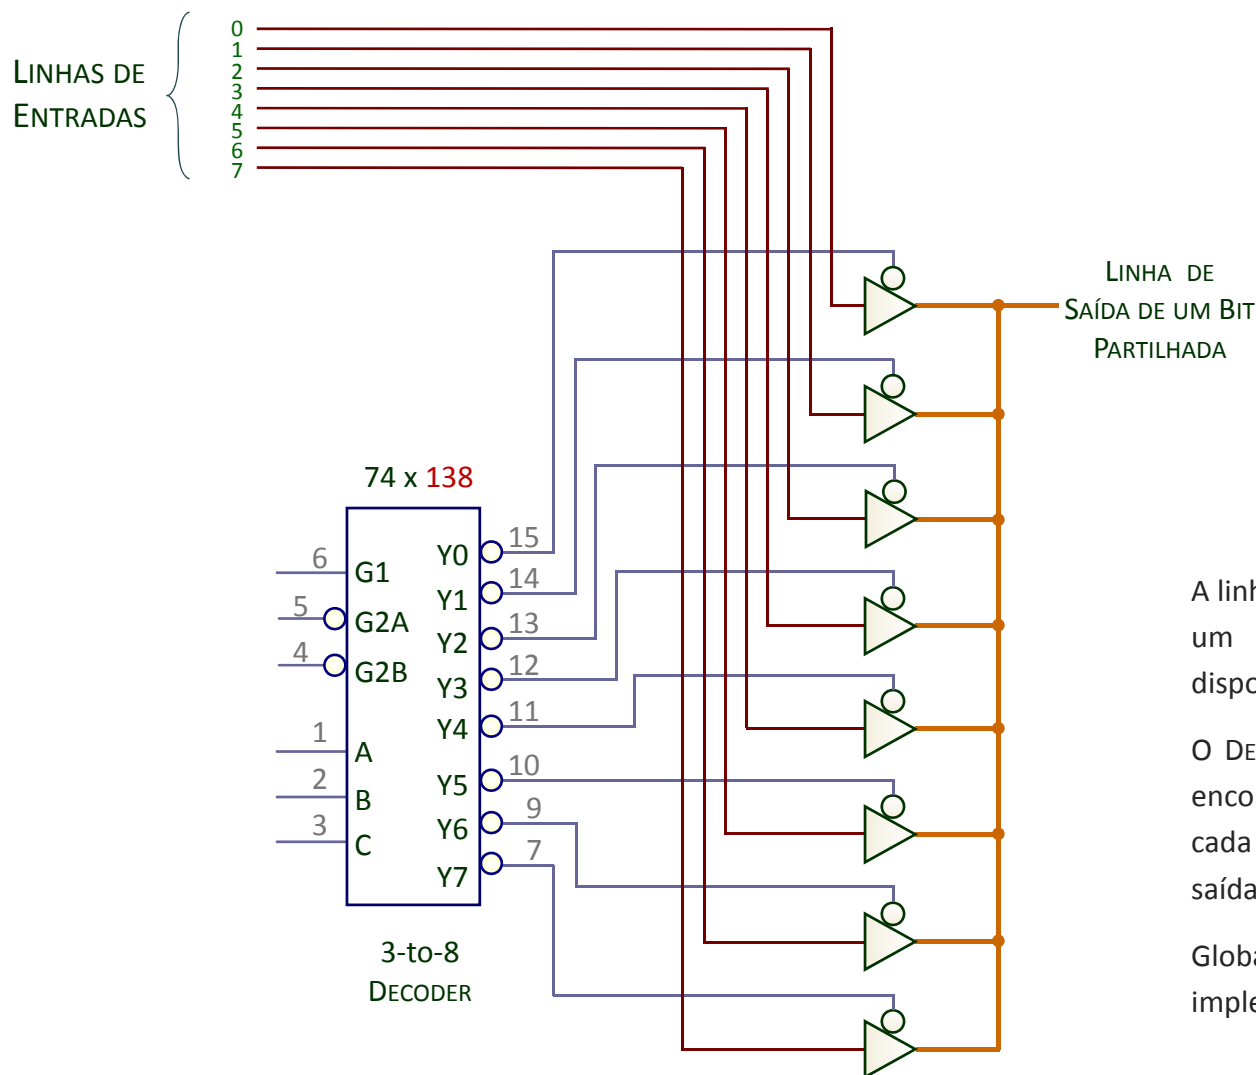 0
1
2
3
4
5
6
7
LINHAS DE
ENTRADAS
LINHA DE
SAÍDA DE UM BIT
PARTILHADA
74 x 138
6
G1
5
G2A
4
G2B
1
A
2
B
3
C
Y0
15
Y1
14
Y2
13
Y3
12
Y4
11
Y5
10
Y6
9
Y7
7
3-to-8
DECODER
A linh
um
dispo
O DE
enco
cada
saída
Globa
imple